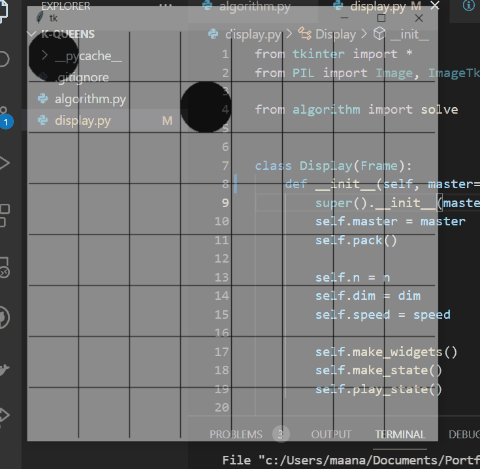 EXPLORER
algorithm.py
display.py M
tk
K-QUEENS
display.py > Display > __init__
__pycache__
.gitignore
algorithm.py
display.py M
1 from tkinter import *
2 from PIL import Image, ImageTk
3
4 from algorithm import solve
5
6
7 class Display(Frame):
8 def __init__(self, master=
9 super().__init__(maste
10 self.master = master
11 self.pack()
12
13 self.n = n
14 self.dim = dim
15 self.speed = speed
16
17 self.make_widgets()
18 self.make_state()
19 self.play_state()
20
1
PROBLEMS 3 OUTPUT TERMINAL DEBU
File "c:/Users/maana/Documents/Portf